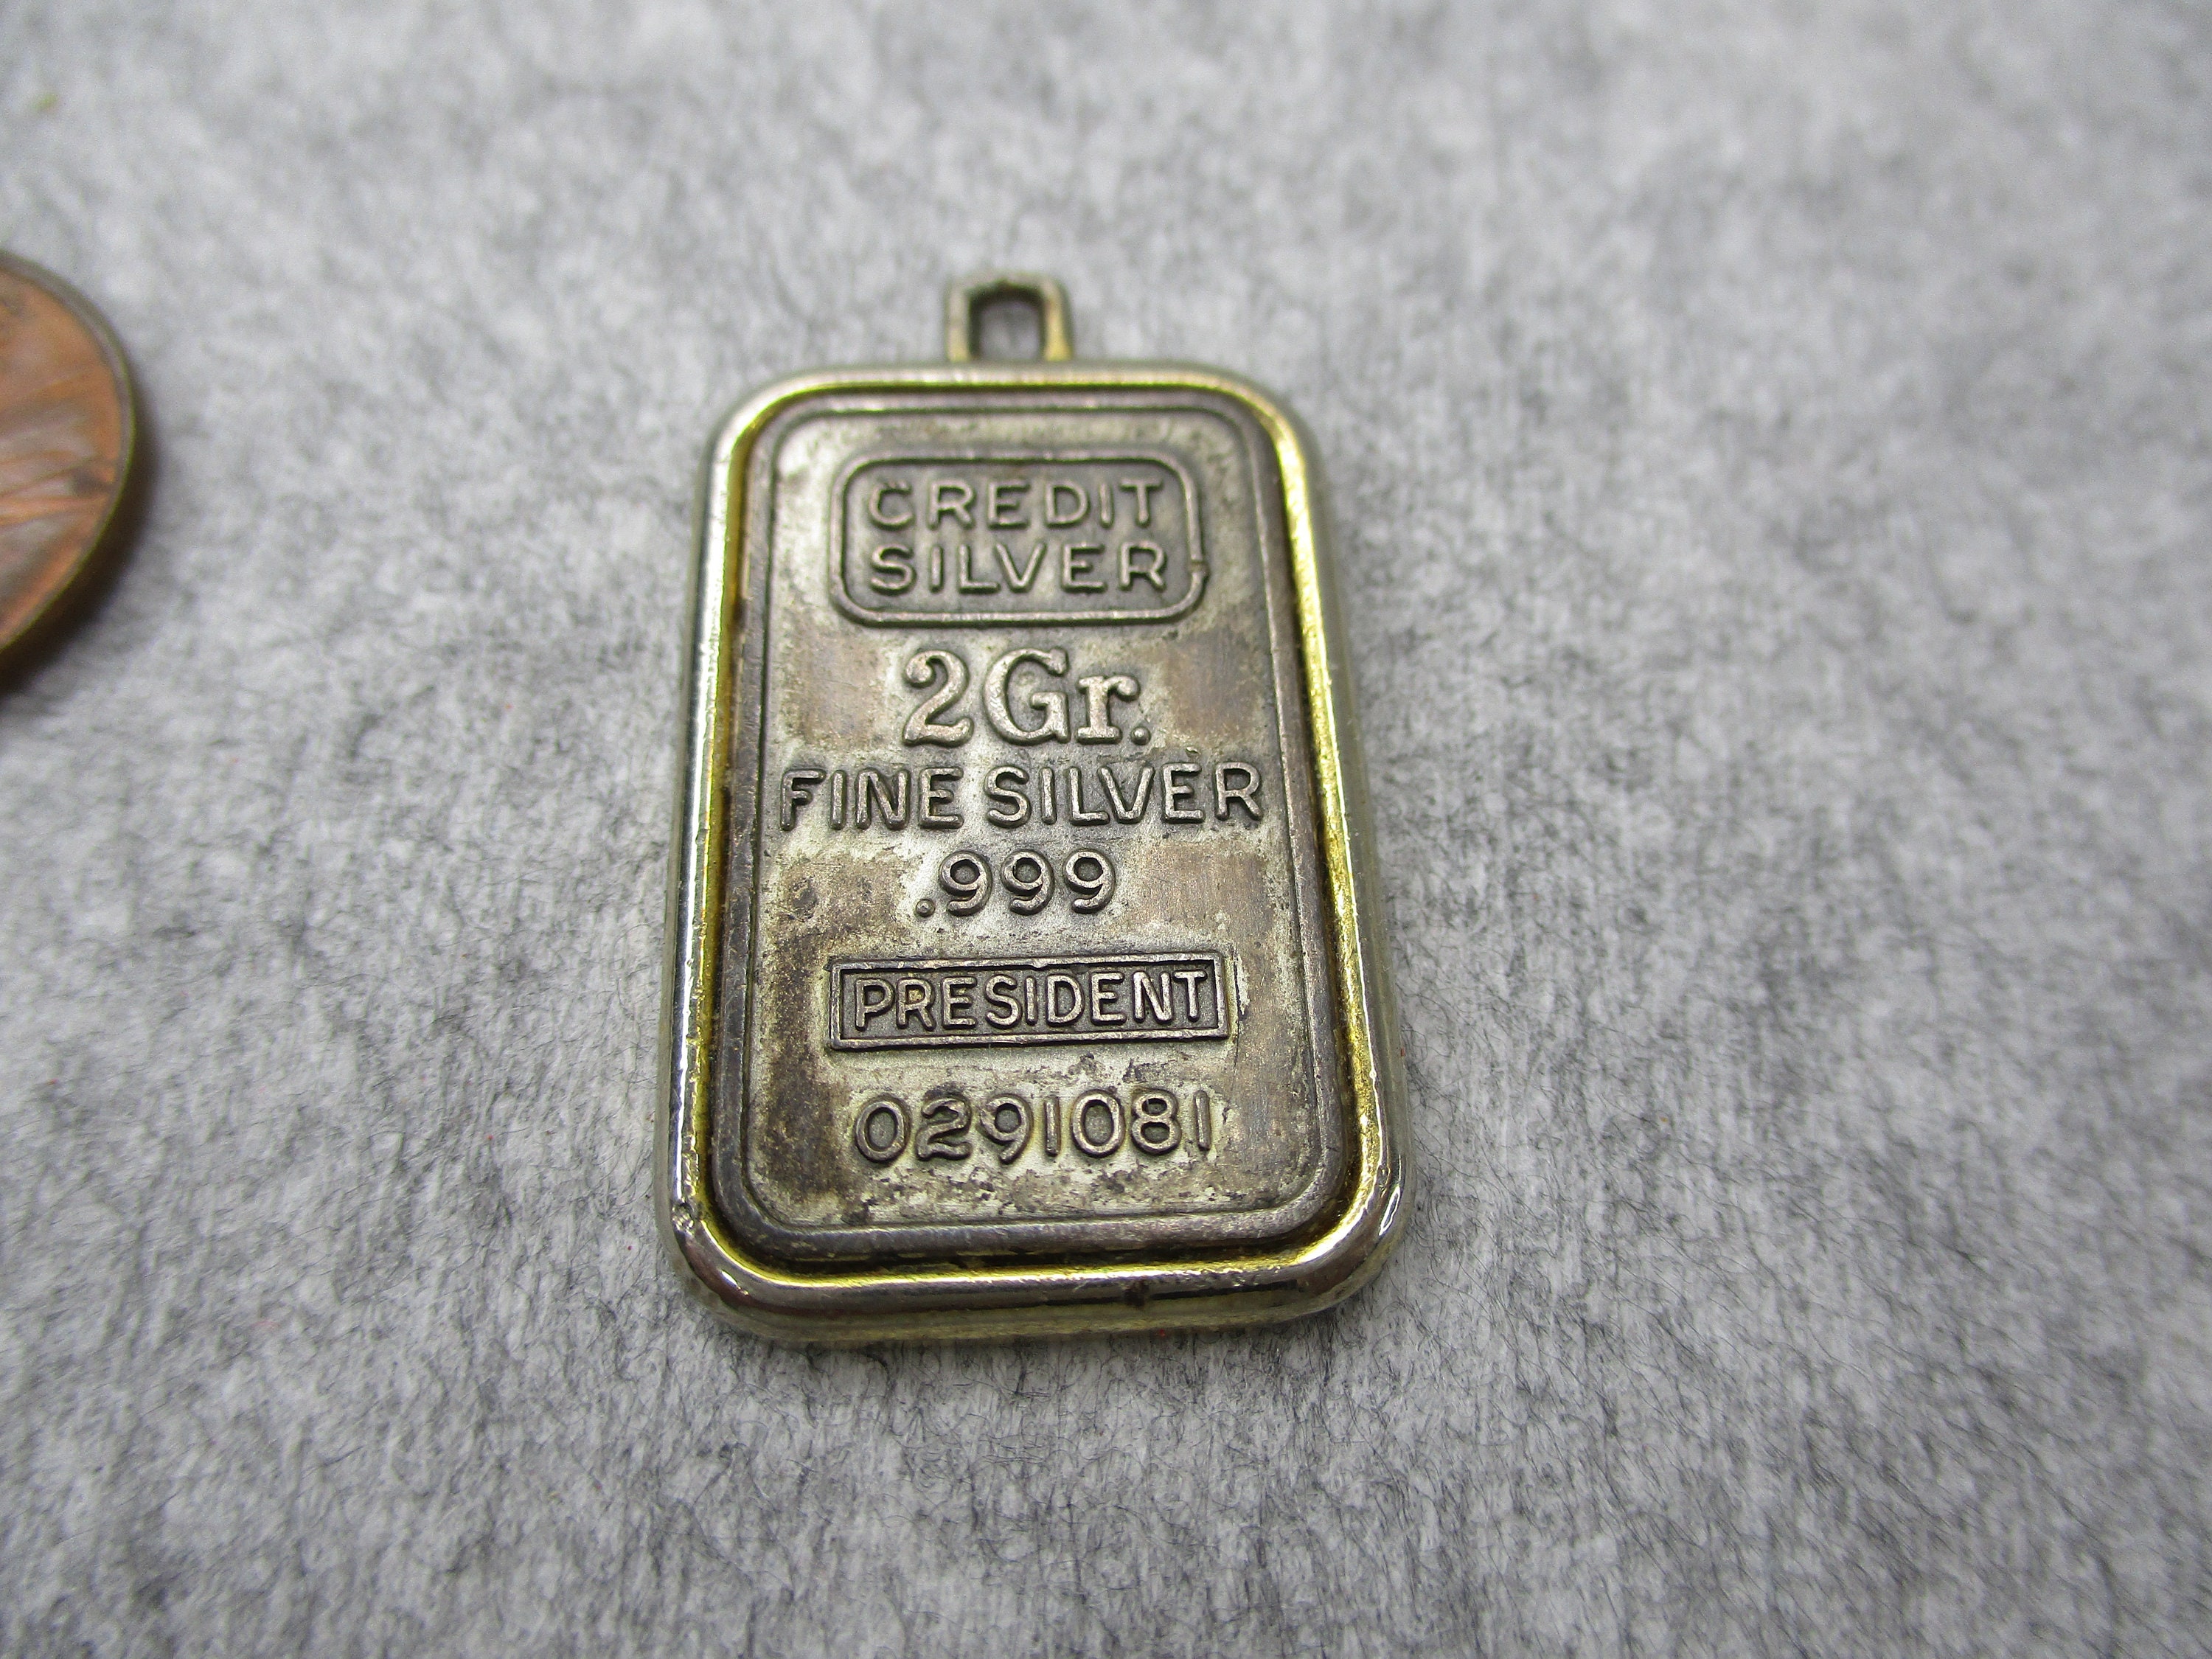 CREDIT
SILVER
2Gr.
FINE SILVER
.999
PRESIDENT
0291081